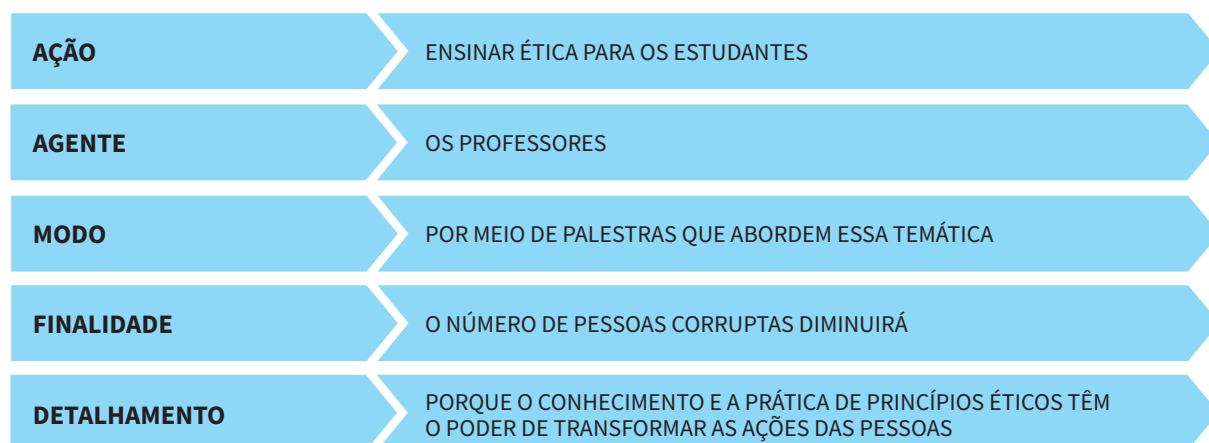 AÇÃO
ENSINAR ÉTICA PARA OS ESTUDANTES
AGENTE
OS PROFESSORES
MODO
POR MEIO DE PALESTRAS QUE ABORDEM ESSA TEMÁTICA
FINALIDADE
O NÚMERO DE PESSOAS CORRUPTAS DIMINUIRÁ
DETALHAMENTO
PORQUE O CONHECIMENTO E A PRÁTICA DE PRINCÍPIOS ÉTICOS TÊM
O PODER DE TRANSFORMAR AS AÇÕES DAS PESSOAS